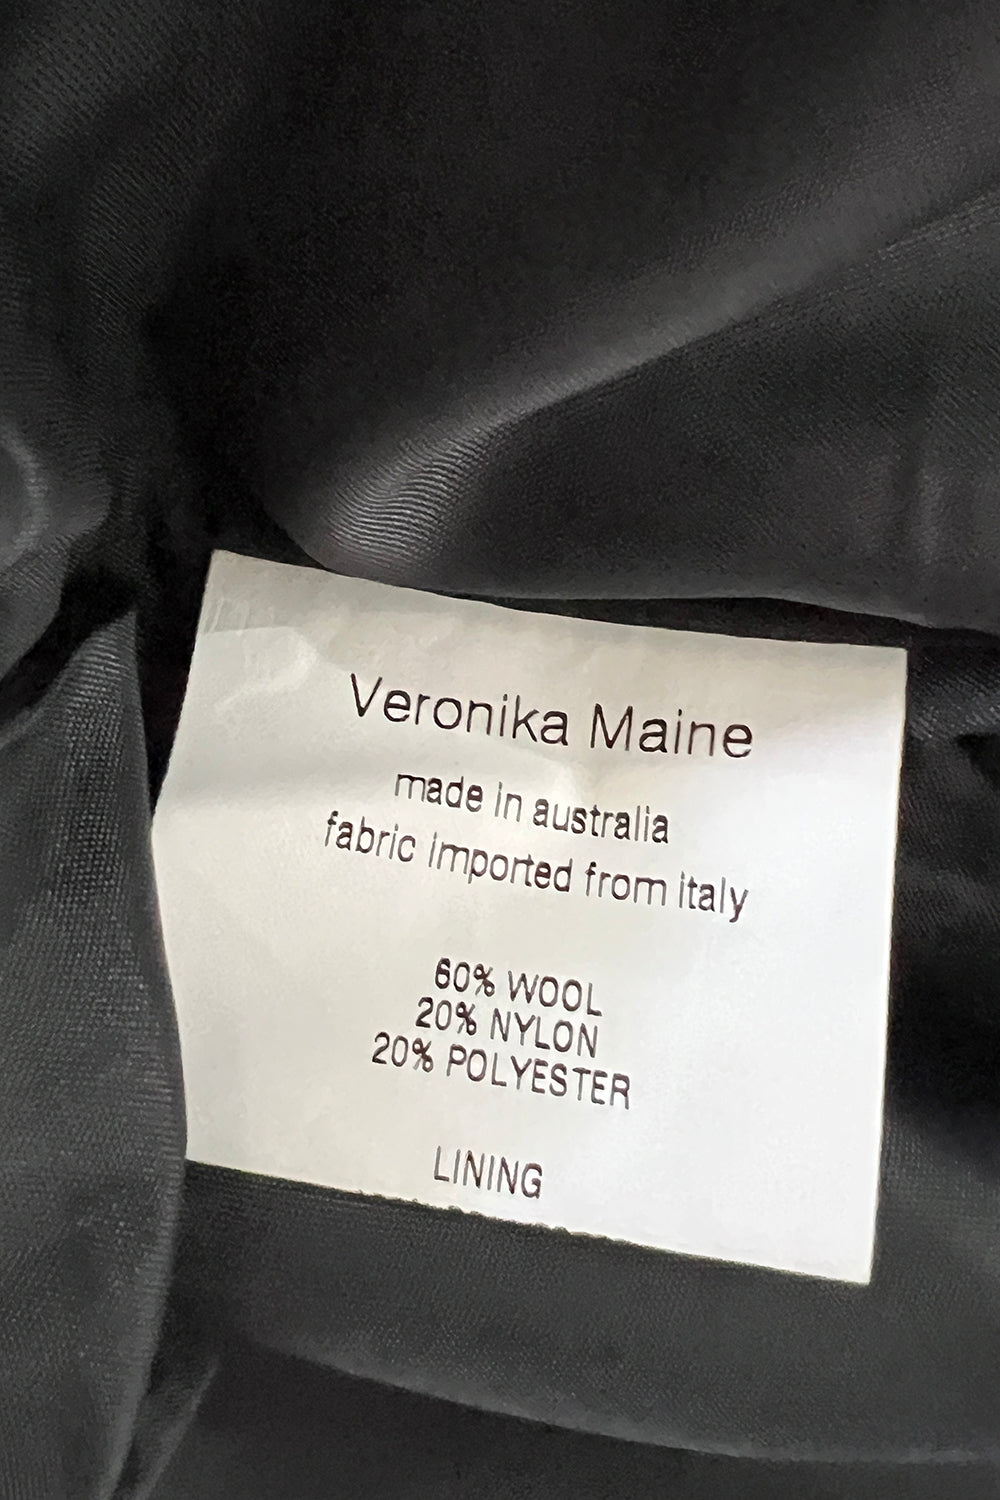 Veronika Maine
made in australia
fabric imported from italy
60% WOOL
20% NYLON
20% POLYESTER
LINING